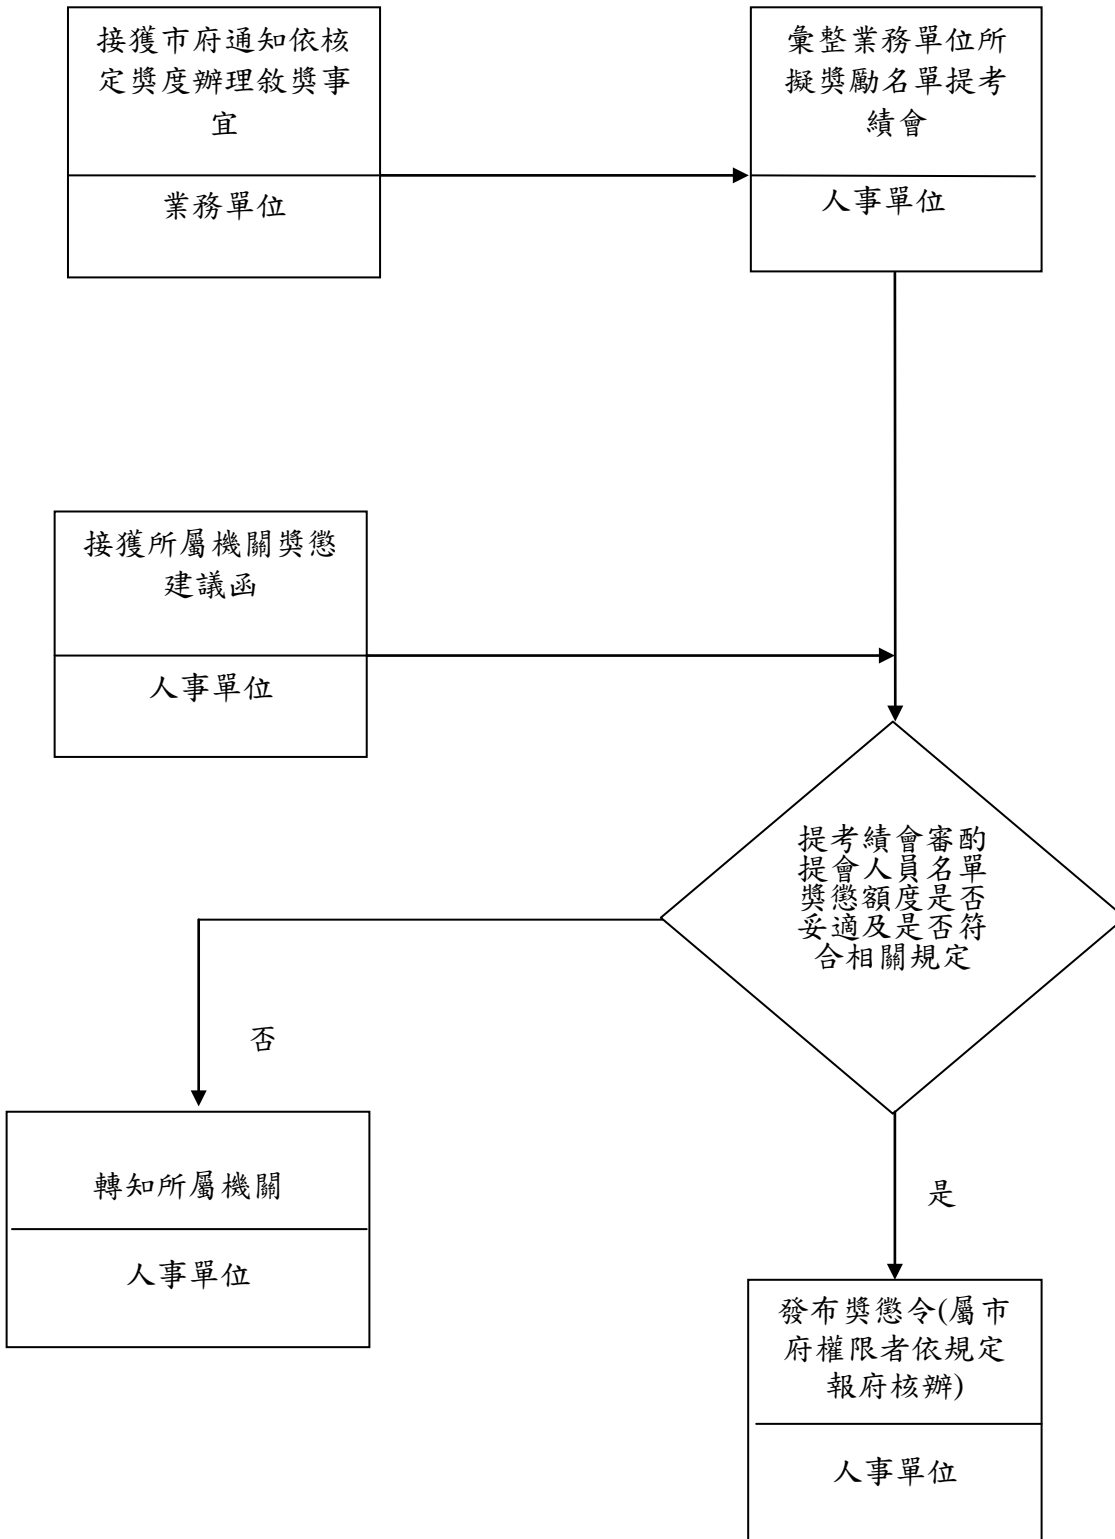 接獲市府通知依核
定獎度辦理敘獎事
宜
業務單位
彙整業務單位所
擬獎勵名單提考
績會
人事單位
接獲所屬機關獎懲
建議函
人事單位
提考績會審酌
提會人員名單
獎懲額度是否
妥適及是否符
合相關規定
否
轉知所屬機關
人事單位
是
發布獎懲令(屬市
府權限者依規定
報府核辦)
人事單位